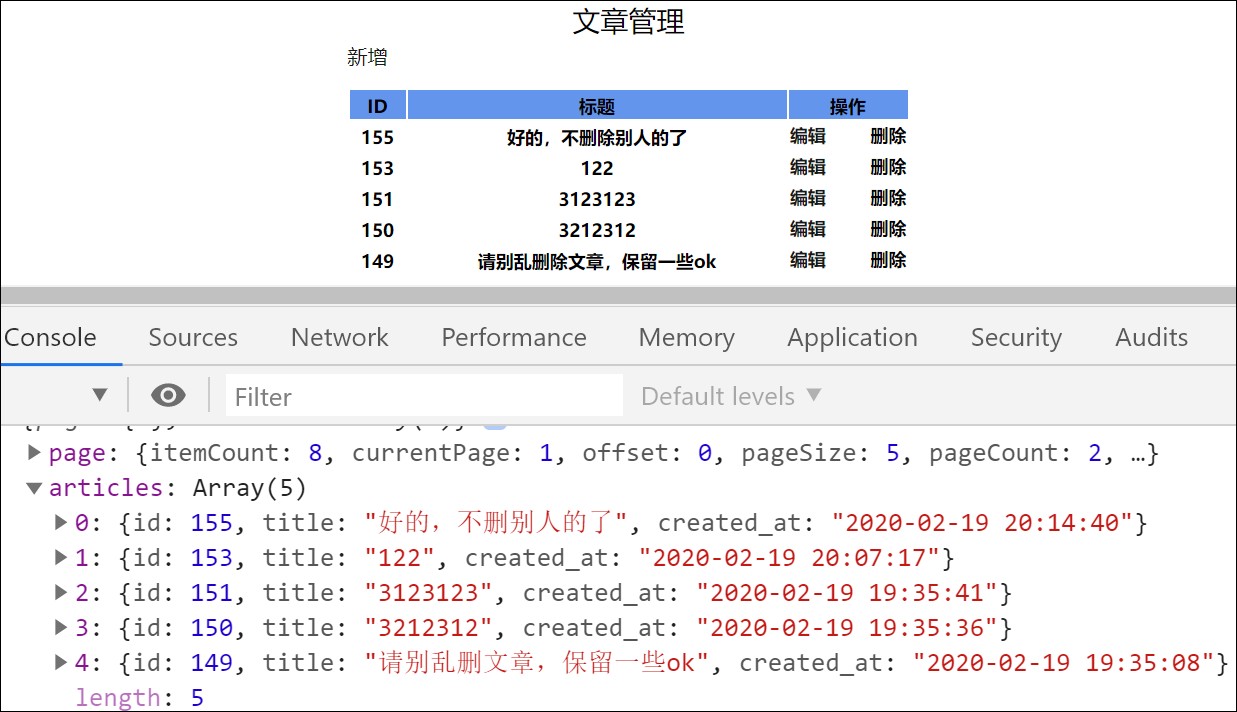 文章管理
新增
ID 标题 操作
155 好的，不删除别人的了 编辑 删除
153 122 编辑 删除
151 3123123 编辑 删除
150 3212312 编辑 删除
149 请别乱删除文章，保留一些ok 编辑 删除
Console Sources Network Performance Memory Application Security Audits
Filter Default levels
page: {itemCount: 8, currentPage: 1, offset: 0, pageSize: 5, pageCount: 2, …}
articles: Array(5)
0: {id: 155, title: "好的，不删别人的了", created_at: "2020-02-19 20:14:40"}
1: {id: 153, title: "122", created_at: "2020-02-19 20:07:17"}
2: {id: 151, title: "3123123", created_at: "2020-02-19 19:35:41"}
3: {id: 150, title: "3212312", created_at: "2020-02-19 19:35:36"}
4: {id: 149, title: "请别乱删文章，保留一些ok", created_at: "2020-02-19 19:35:08"}
length: 5